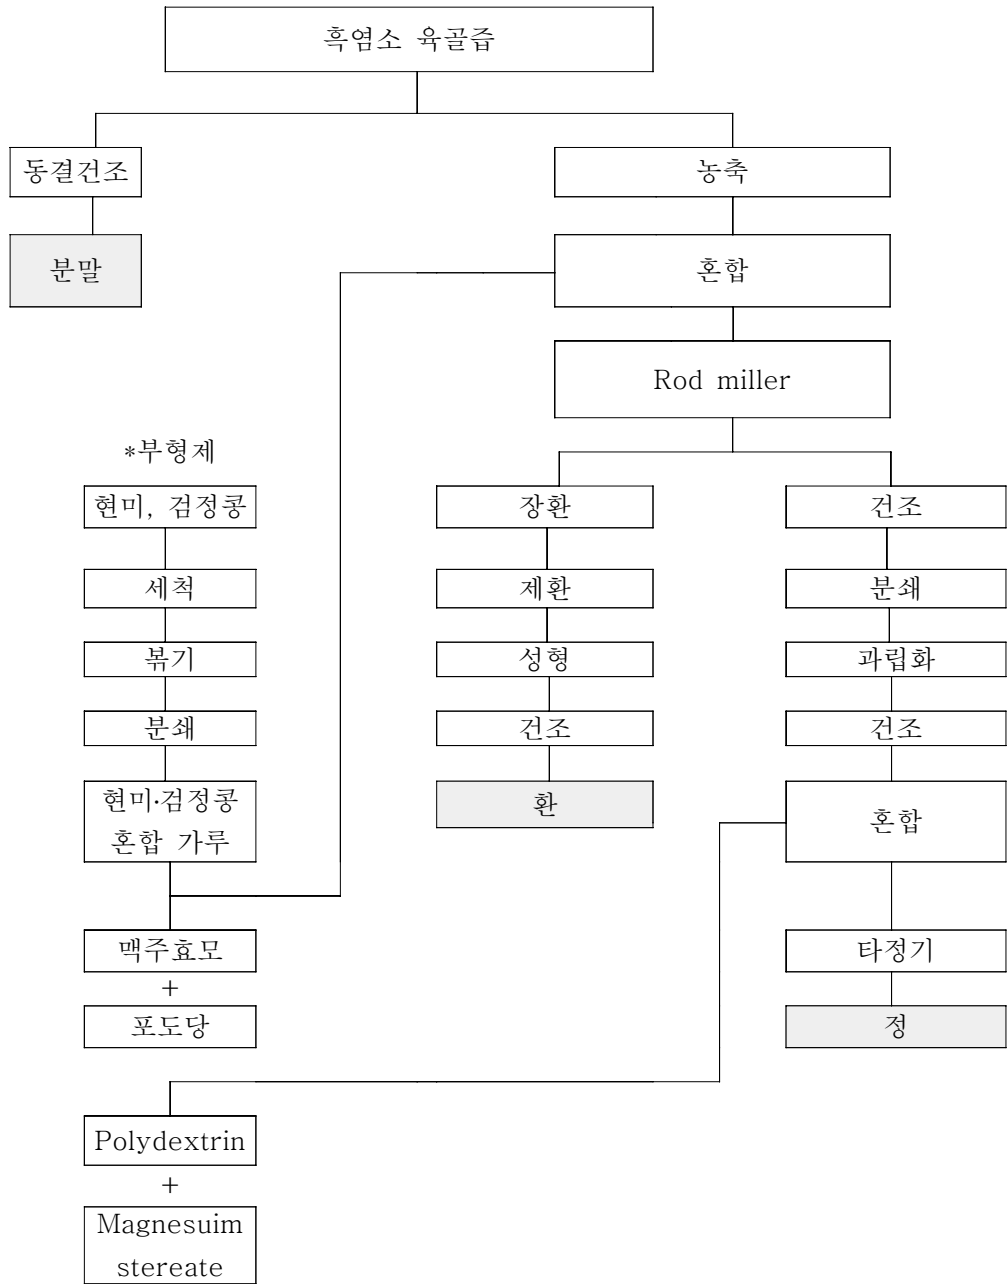 흑염소 육골즙
동결건조
농축
분말
혼합
Rod miller
*부형제
현미, 검정콩
장환
건조
세척
제환
분쇄
볶기
성형
과립화
분쇄
건조
건조
현미·검정콩
혼합 가루
환
혼합
맥주효모
타정기
+
포도당
정
Polydextrin
+
Magnesuim
stereate